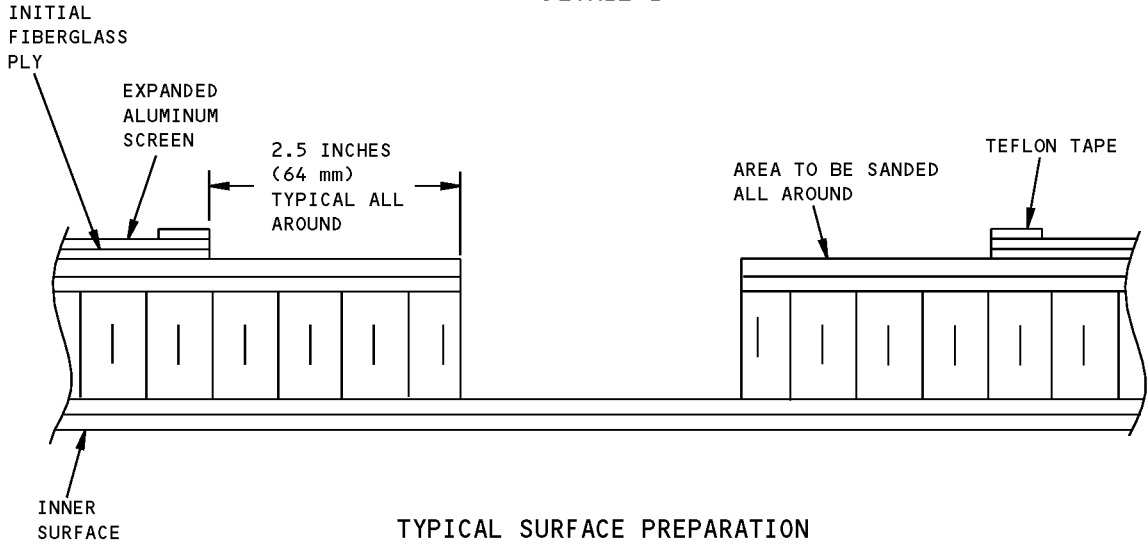 INITIAL
FIBERGLASS
PLY
EXPANDED
ALUMINUM
SCREEN
2.5 INCHES
(64 mm)
TYPICAL ALL
AROUND
AREA TO BE SANDED
ALL AROUND
TEFLON TAPE
INNER
SURFACE
TYPICAL SURFACE PREPARATION